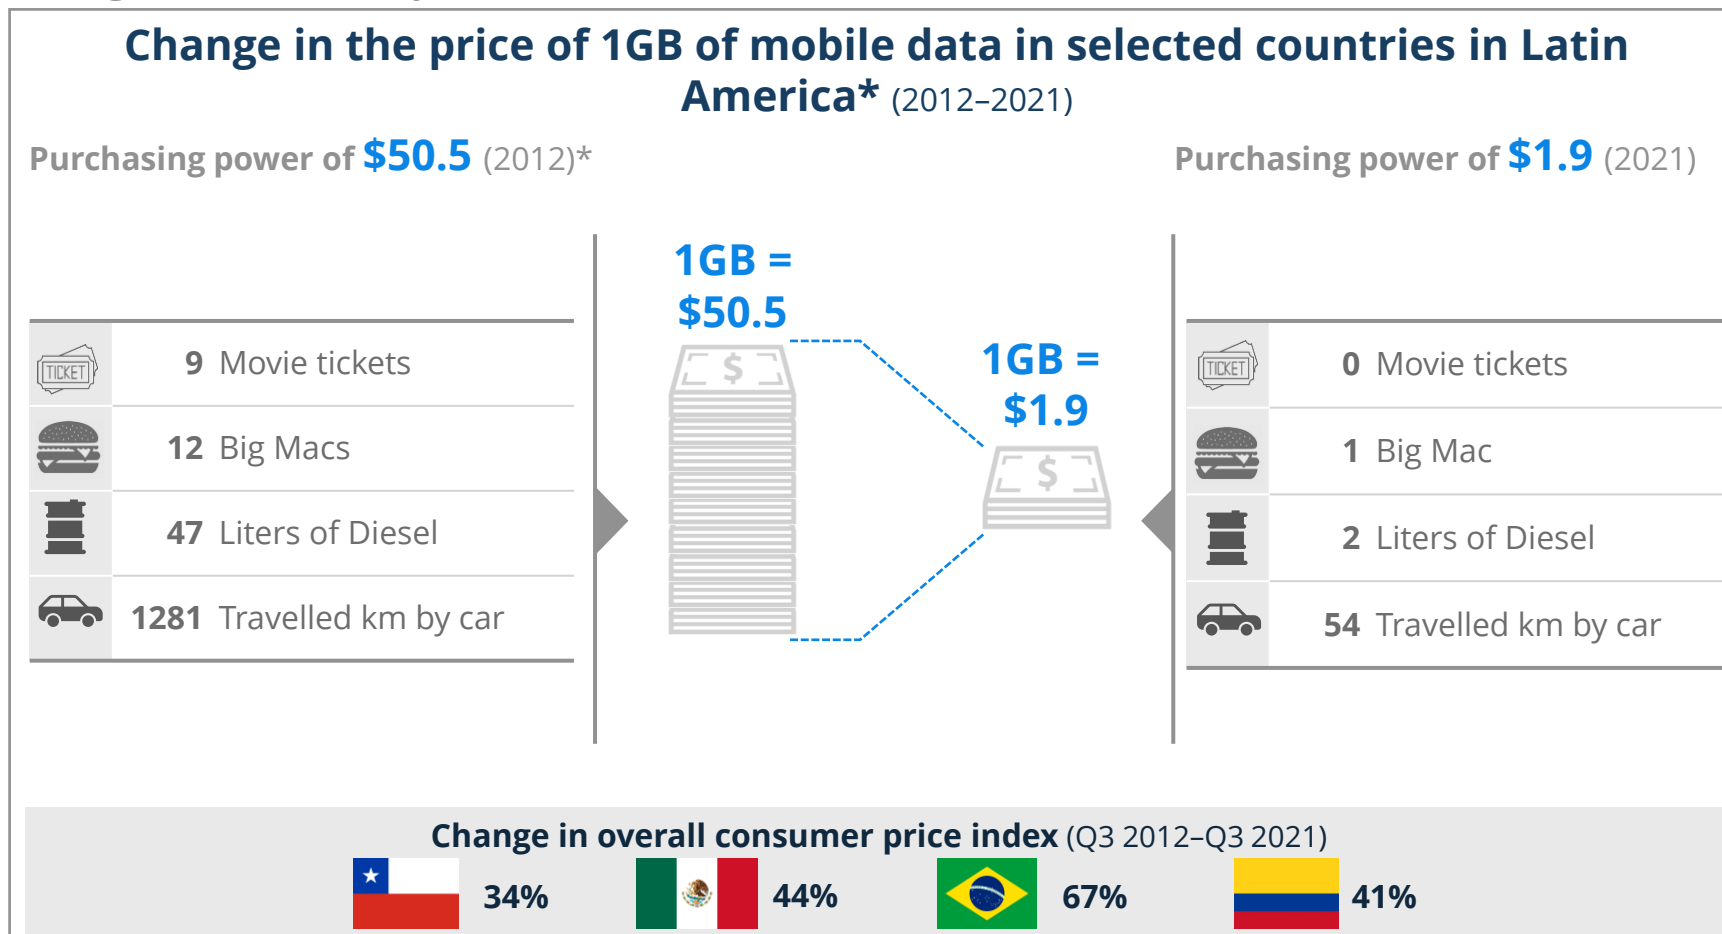 Change in the price of 1GB of mobile data in selected countries in Latin
America* (2012–2021)
Purchasing power of $50.5 (2012)*
Purchasing power of $1.9 (2021)
1GB =
$50.5
1GB =
$1.9
TICKET
9 Movie tickets
12 Big Macs
47 Liters of Diesel
1281 Travelled km by car
$
$
TICKET
0 Movie tickets
1 Big Mac
2 Liters of Diesel
54 Travelled km by car
Change in overall consumer price index (Q3 2012–Q3 2021)
34%
44%
67%
41%